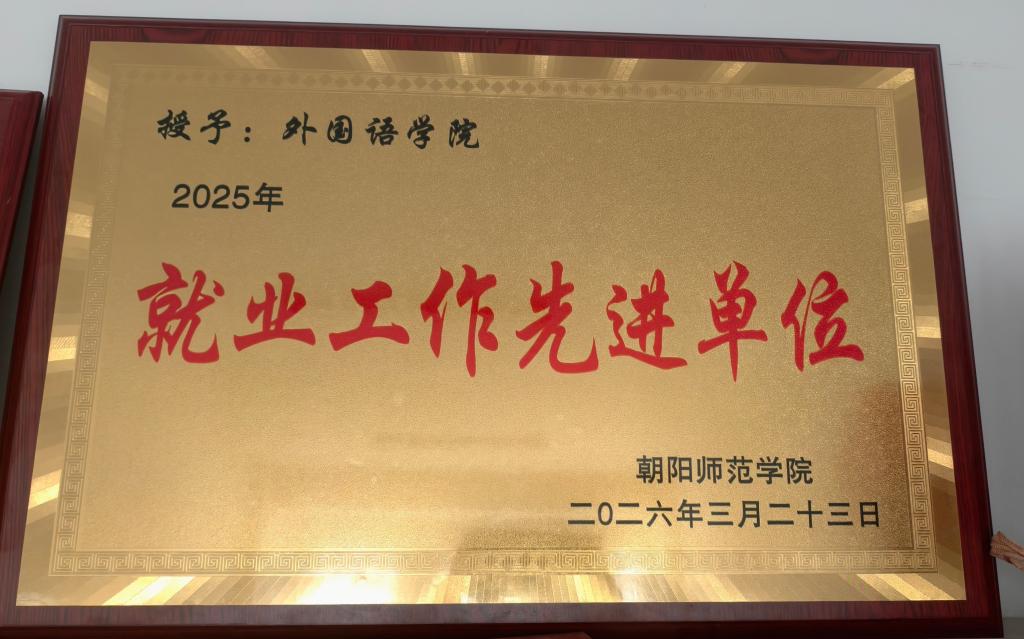 授予：外国语学院
2025年
就业工作先进单位
朝阳师范学院
二〇二六年三月二十三日